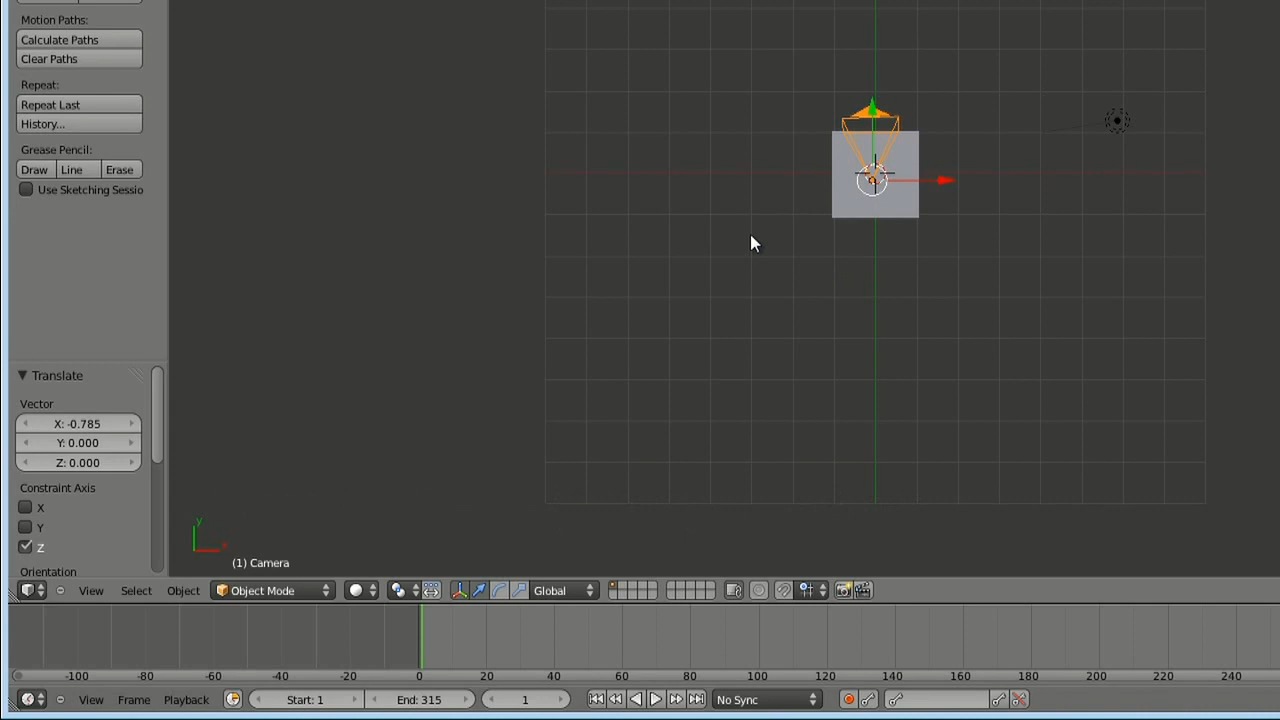 Motion Paths:
Calculate Paths
Clear Paths
Repeat:
Repeat Last
History...
Grease Pencil:
Draw Line Erase
Use Sketching Sessio
Translate
Vector
X: -0.785
Y: 0.000
Z: 0.000
Constraint Axis
X
Y
Z
Orientation
y
(1) Camera
View Select Object Object Mode Global
-100 -80 -60 -40 -20 0 20 40 60 80 100 120 140 160 180 200 220 240
View Frame Playback Start: 1 End: 315 1 No Sync